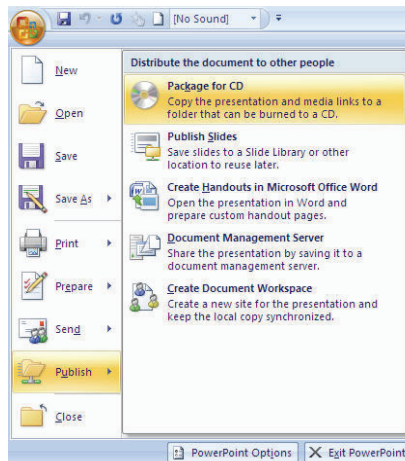 [No Sound]
New
Open
Save
Save As
Print
Prepare
Send
Publish
Close
Distribute the document to other people
Package for CD
Copy the presentation and media links to a
folder that can be burned to a CD.
Publish Slides
Save slides to a Slide Library or other
location to reuse later.
Create Handouts in Microsoft Office Word
Open the presentation in Word and
prepare custom handout pages.
Document Management Server
Share the presentation by saving it to a
document management server.
Create Document Workspace
Create a new site for the presentation and
keep the local copy synchronized.
PowerPoint Options
Exit PowerPoint